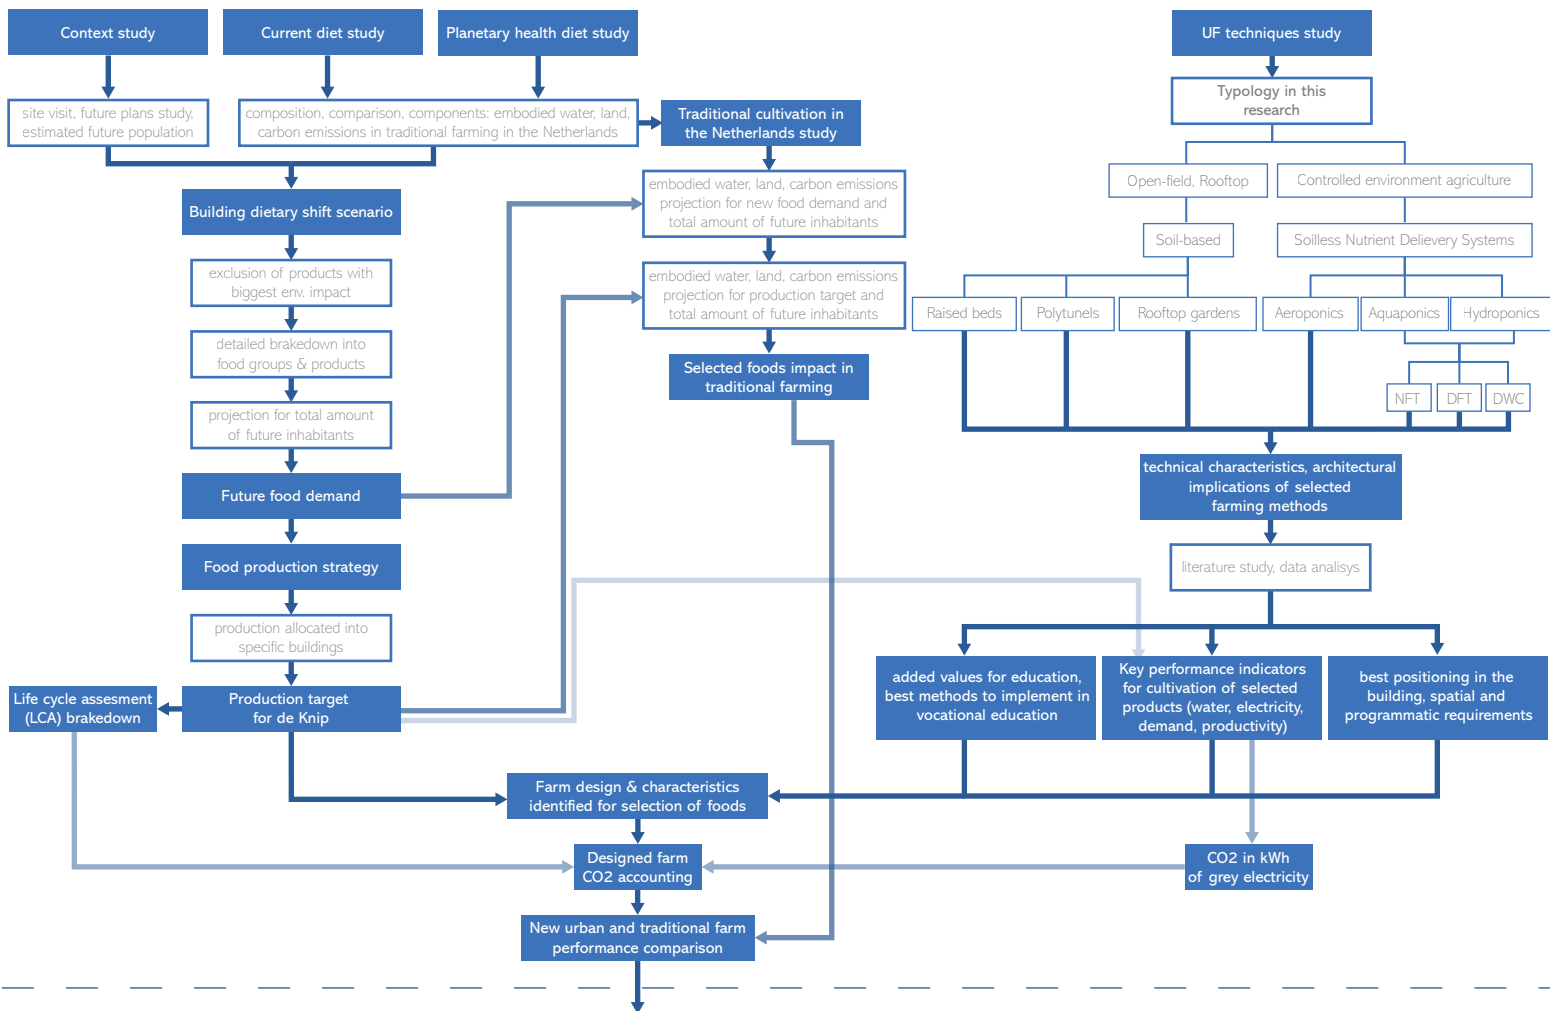 Context study
Current diet study
Planetary health diet study
UF techniques study
site visit, future plans study,
estimated future population
composition, comparison, components: embodied water, land,
carbon emissions in traditional farming in the Netherlands
Traditional cultivation in
the Netherlands study
Typology in this
research
embodied water, land, carbon emissions
projection for new food demand and
total amount of future inhabitants
Open-field, Rooftop
Controlled environment agriculture
Building dietary shift scenario
Soil-based
Soilless Nutrient Delievery Systems
exclusion of products with
biggest env. impact
embodied water, land, carbon emissions
projection for production target and
total amount of future inhabitants
Raised beds
Polytunels
Rooftop gardens
Aeroponics
Aquaponics
Hydroponics
detailed brakedown into
food groups & products
Selected foods impact in
traditional farming
NFT
DFT
DWC
projection for total amount
of future inhabitants
technical characteristics, architectural
implications of selected
farming methods
Future food demand
Food production strategy
literature study, data analisys
production allocated into
specific buildings
Life cycle assesment
(LCA) brakedown
Production target
for de Knip
added values for education,
best methods to implement in
vocational education
Key performance indicators
for cultivation of selected
products (water, electricity,
demand, productivity)
best positioning in the
building, spatial and
programmatic requirements
Farm design & characteristics
identified for selection of foods
Designed farm
CO2 accounting
CO2 in kWh
of grey electricity
New urban and traditional farm
performance comparison